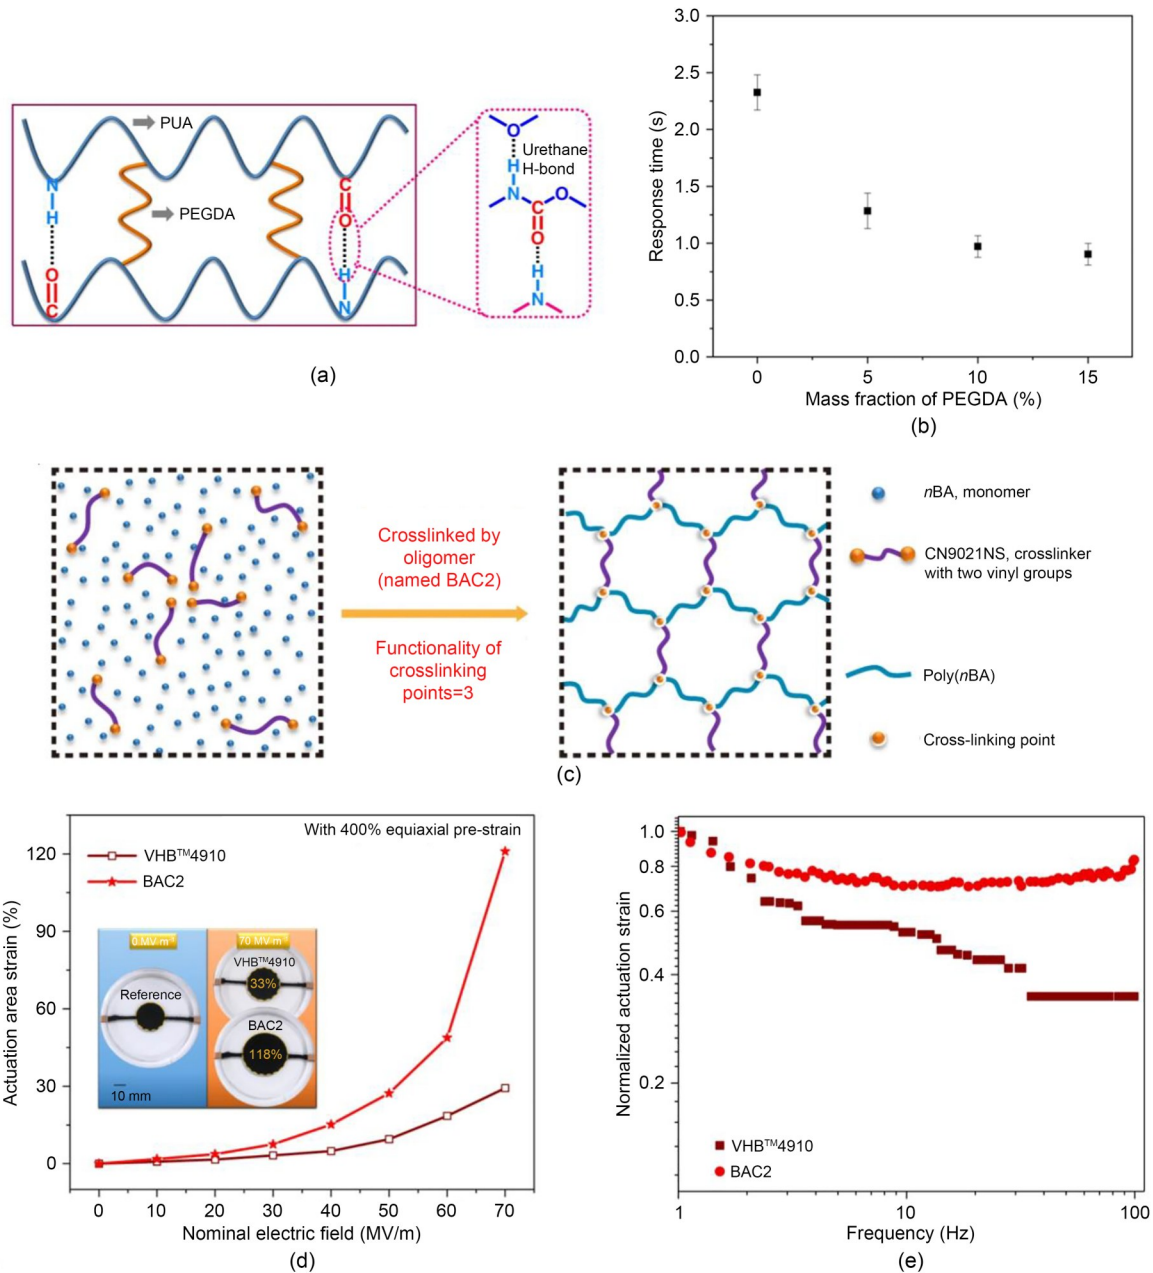 PUA
PEGDA
N
H
O
C
C
O
H
N
O
Urethane
H-bond
H
N
C
O
O
H
N
(a)
3.0
2.5
2.0
1.5
1.0
0.5
0.0
Response time (s)
0 5 10 15
Mass fraction of PEGDA (%)
(b)
Crosslinked by
oligomer
(named BAC2)
Functionality of
crosslinking
points=3
nBA, monomer
CN9021NS, crosslinker
with two vinyl groups
Poly(nBA)
Cross-linking point
(c)
With 400% equiaxial pre-strain
VHB™4910
BAC2
120
90
60
30
0
Actuation area strain (%)
0 MV·m⁻¹
Reference
10 mm
70 MV·m⁻¹
VHB™4910
33%
BAC2
118%
0 10 20 30 40 50 60 70
Nominal electric field (MV/m)
(d)
1.0
0.8
0.6
0.4
0.2
Normalized actuation strain
VHB™4910
BAC2
1 10 100
Frequency (Hz)
(e)